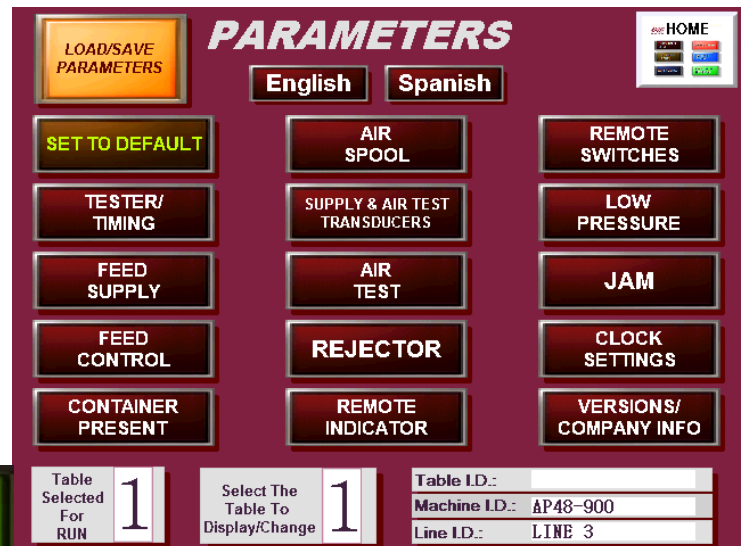 LOAD/SAVE
PARAMETERS
PARAMETERS
HOME
English
Spanish
SET TO DEFAULT
AIR
SPOOL
REMOTE
SWITCHES
TESTER/
TIMING
SUPPLY & AIR TEST
TRANSDUCERS
LOW
PRESSURE
FEED
SUPPLY
AIR
TEST
JAM
FEED
CONTROL
REJECTOR
CLOCK
SETTINGS
CONTAINER
PRESENT
REMOTE
INDICATOR
VERSIONS/
COMPANY INFO
Table
Selected
For
RUN
1
Select The
Table To
Display/Change
1
Table I.D.:
Machine I.D.: AP48-900
Line I.D.: LINE 3